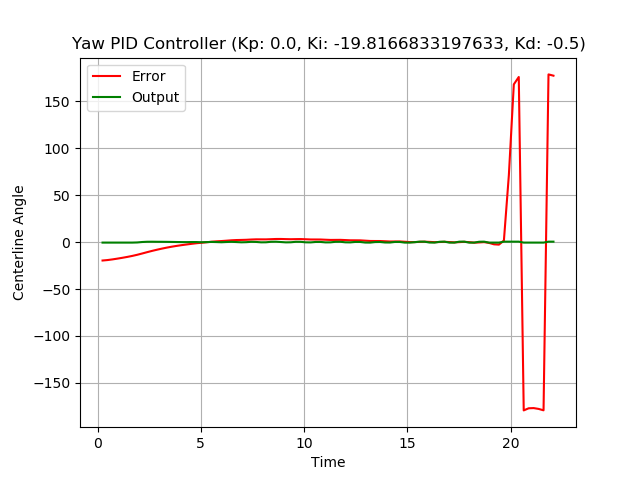 Yaw PID Controller (Kp: 0.0, Ki: -19.8166833197633, Kd: -0.5)
Error
Output
150
100
50
0
−50
−100
−150
Centerline Angle
0
5
10
15
20
Time